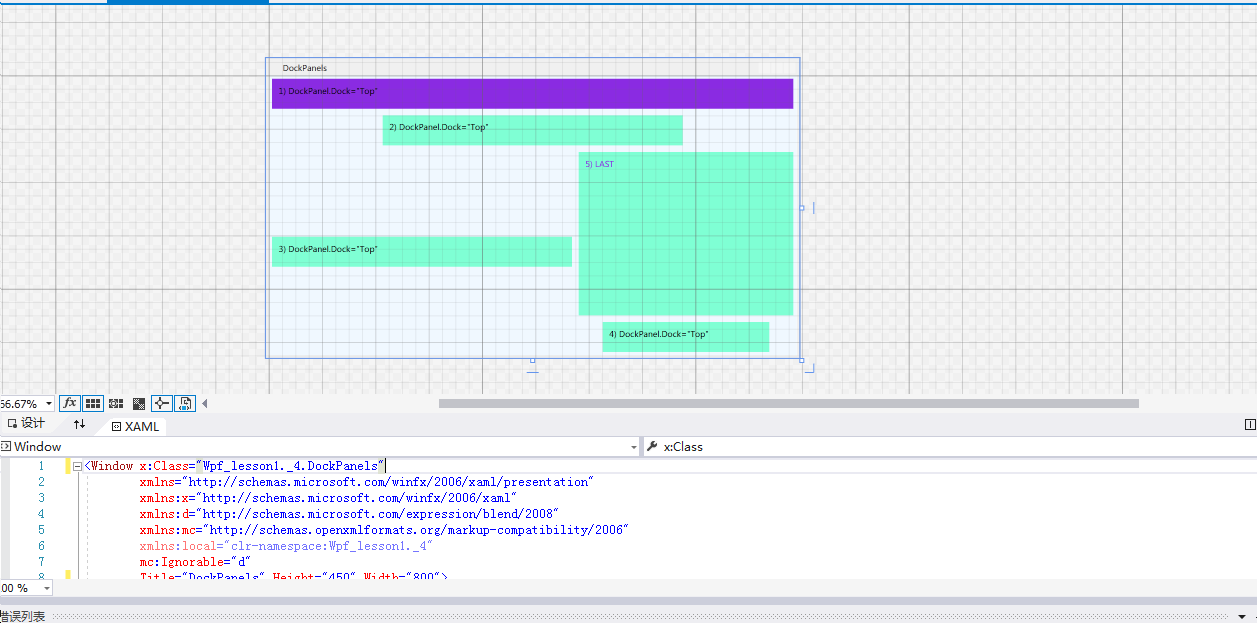 DockPanels
1) DockPanel.Dock="Top"
2) DockPanel.Dock="Top"
5) LAST
3) DockPanel.Dock="Top"
4) DockPanel.Dock="Top"
66.67% fx
设计 XAML
Window x:Class
1 <Window x:Class="Wpf_lesson1._4.DockPanels"
2 xmlns="http://schemas.microsoft.com/winfx/2006/xaml/presentation"
3 xmlns:x="http://schemas.microsoft.com/winfx/2006/xaml"
4 xmlns:d="http://schemas.microsoft.com/expression/blend/2008"
5 xmlns:mc="http://schemas.openxmlformats.org/markup-compatibility/2006"
6 xmlns:local="clr-namespace:Wpf_lesson1._4"
7 mc:Ignorable="d"
8 Title="DockPanels" Height="450" Width="800">
00 %
错误列表